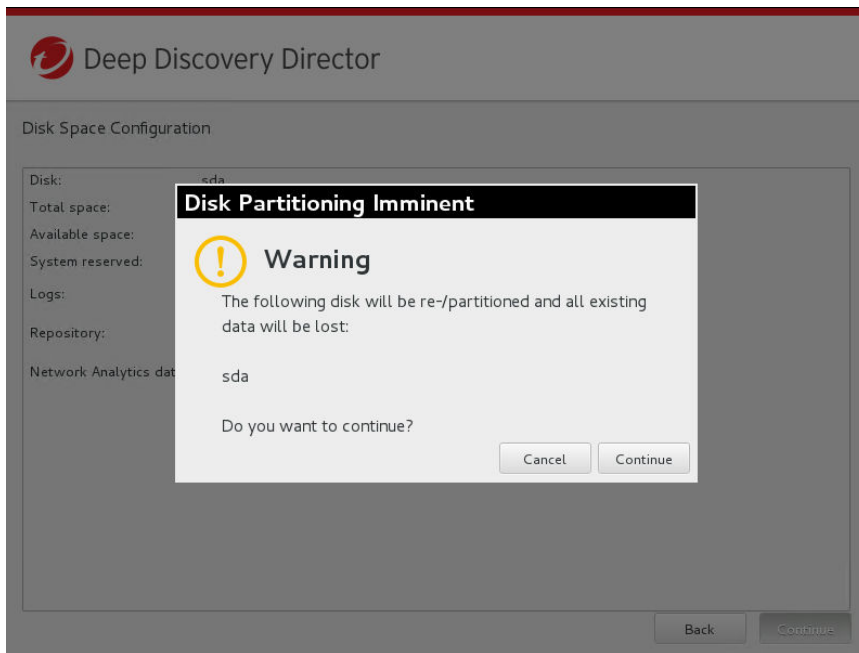 Deep Discovery Director
Disk Space Configuration
Disk: sda
Total space:
Available space:
System reserved:
Logs:
Repository:
Network Analytics dat
Disk Partitioning Imminent
Warning
The following disk will be re-/partitioned and all existing
data will be lost:
sda
Do you want to continue?
Cancel Continue
Back Continue